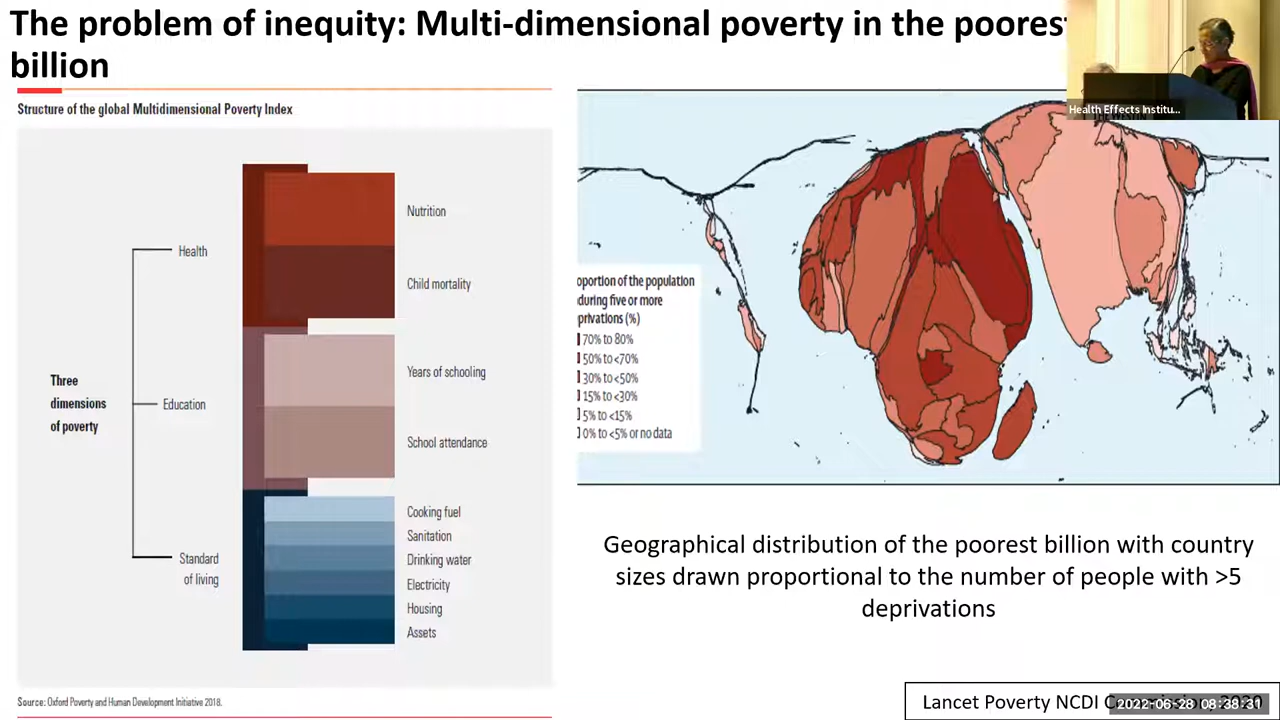 The problem of inequity: Multi-dimensional poverty in the poorest
billion
Health Effects Institu...
Structure of the global Multidimensional Poverty Index
Three
dimensions
of poverty
Health
Education
Standard
of living
Nutrition
Child mortality
Years of schooling
School attendance
Cooking fuel
Sanitation
Drinking water
Electricity
Housing
Assets
Source: Oxford Poverty and Human Development Initiative 2018.
oportion of the population
nduring five or more
privations (%)
70% to 80%
50% to <70%
30% to <50%
15% to <30%
5% to <15%
0% to <5% or no data
Geographical distribution of the poorest billion with country
sizes drawn proportional to the number of people with >5
deprivations
Lancet Poverty NCDI
2022-06-28 08:38:31